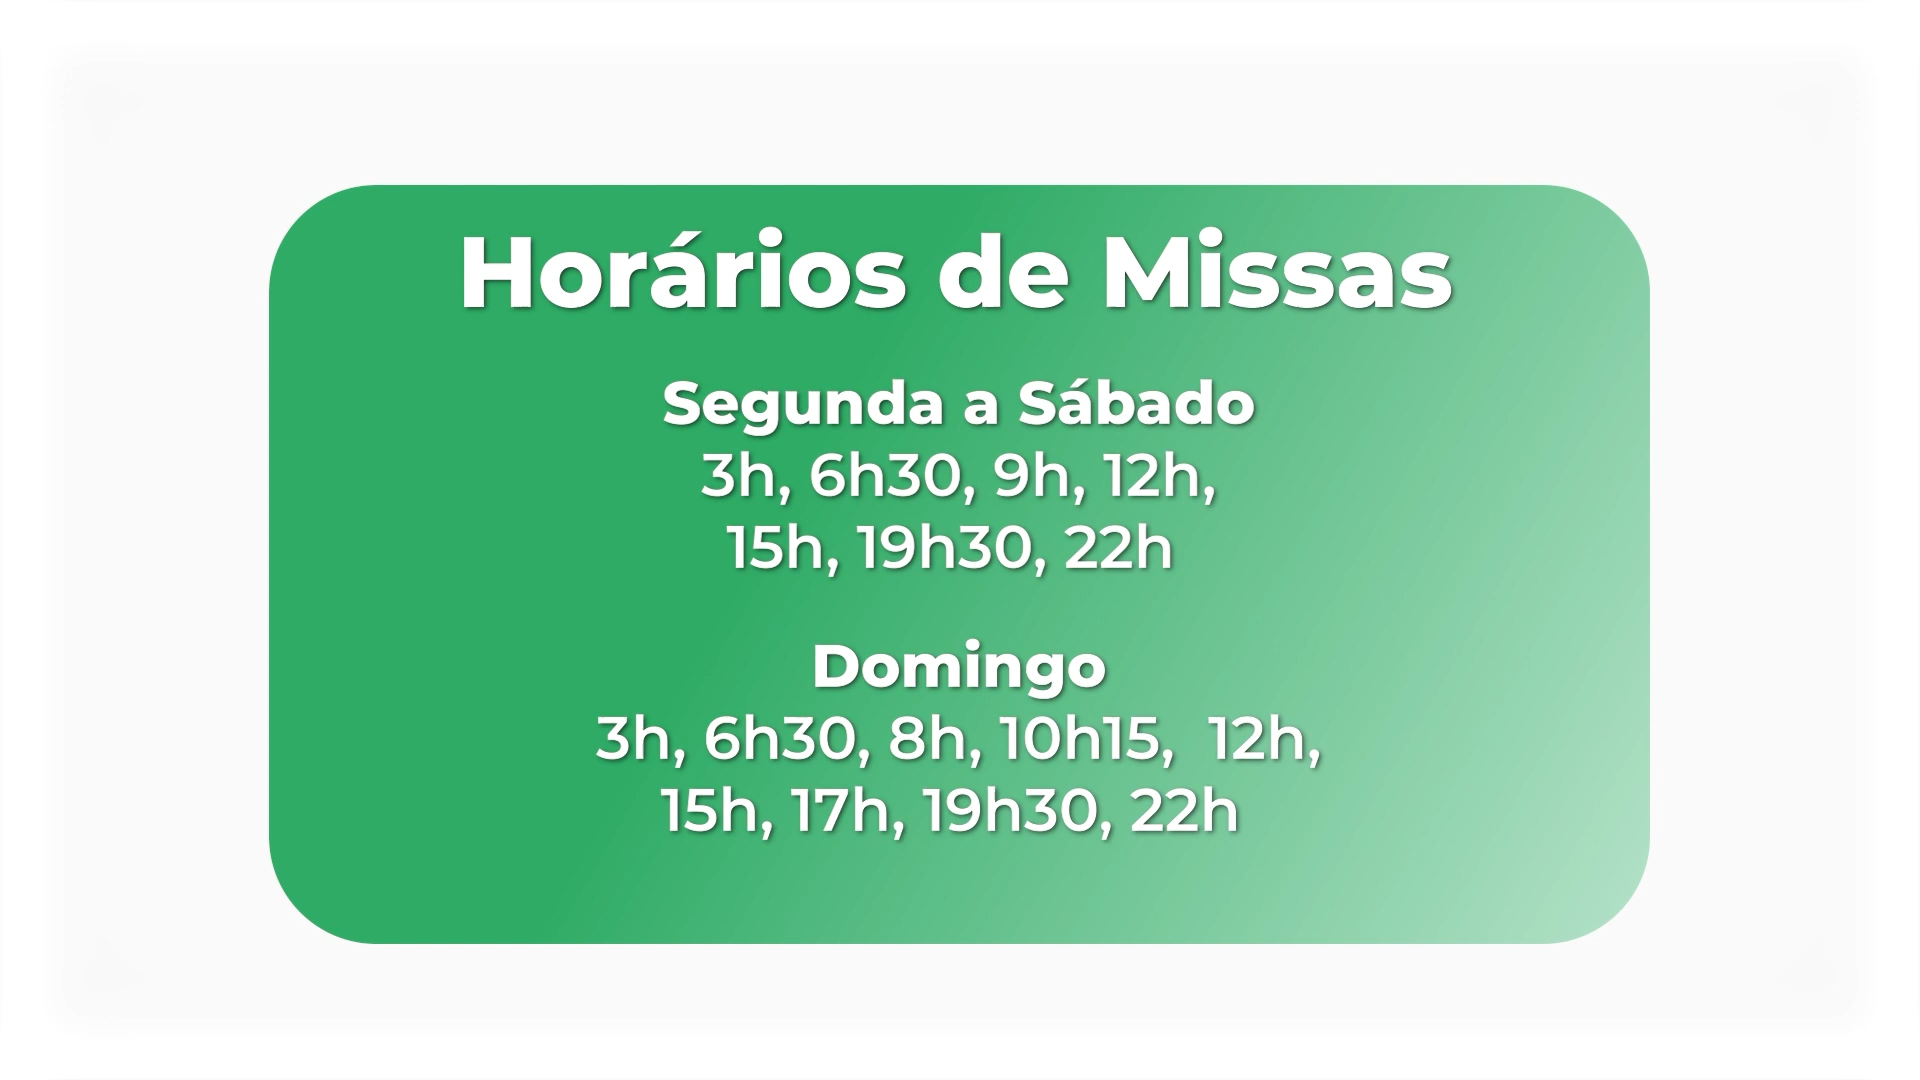 Horários de Missas
Segunda a Sábado
3h, 6h30, 9h, 12h,
15h, 19h30, 22h
Domingo
3h, 6h30, 8h, 10h15,  12h,
15h, 17h, 19h30, 22h